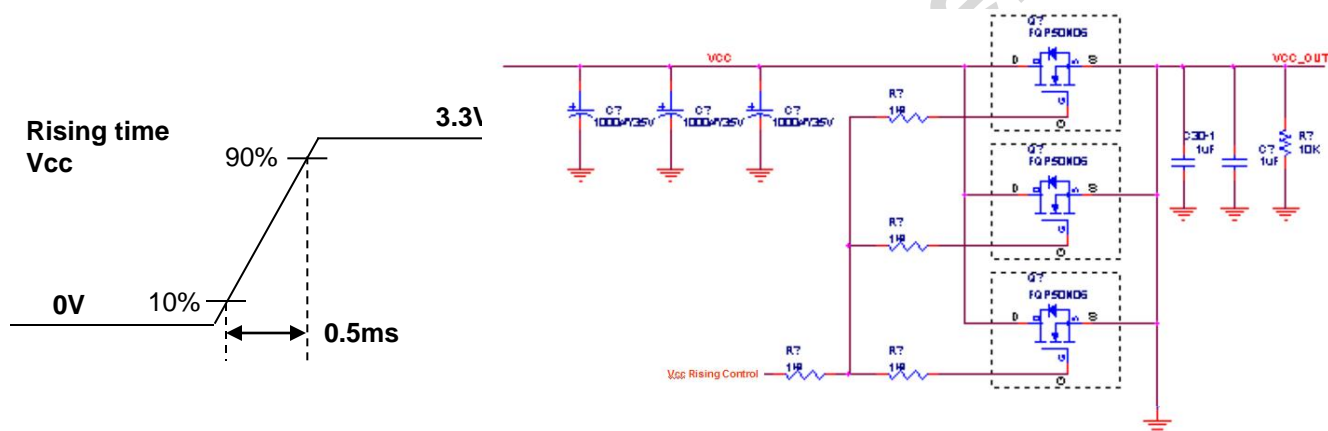 Rising time
Vcc
90%
3.3V
0V
10%
0.5ms
VCC
C?
1000uF/35V
C?
1000uF/35V
C?
1000uF/35V
R?
1K
Q?
FQP50N06
D
S
G
VCC_OUT
C30-1
1uF
C?
1uF
R?
10K
R?
1K
Q?
FQP50N06
D
S
G
R?
1K
Q?
FQP50N06
D
S
G
Vcc Rising Control
R?
1K